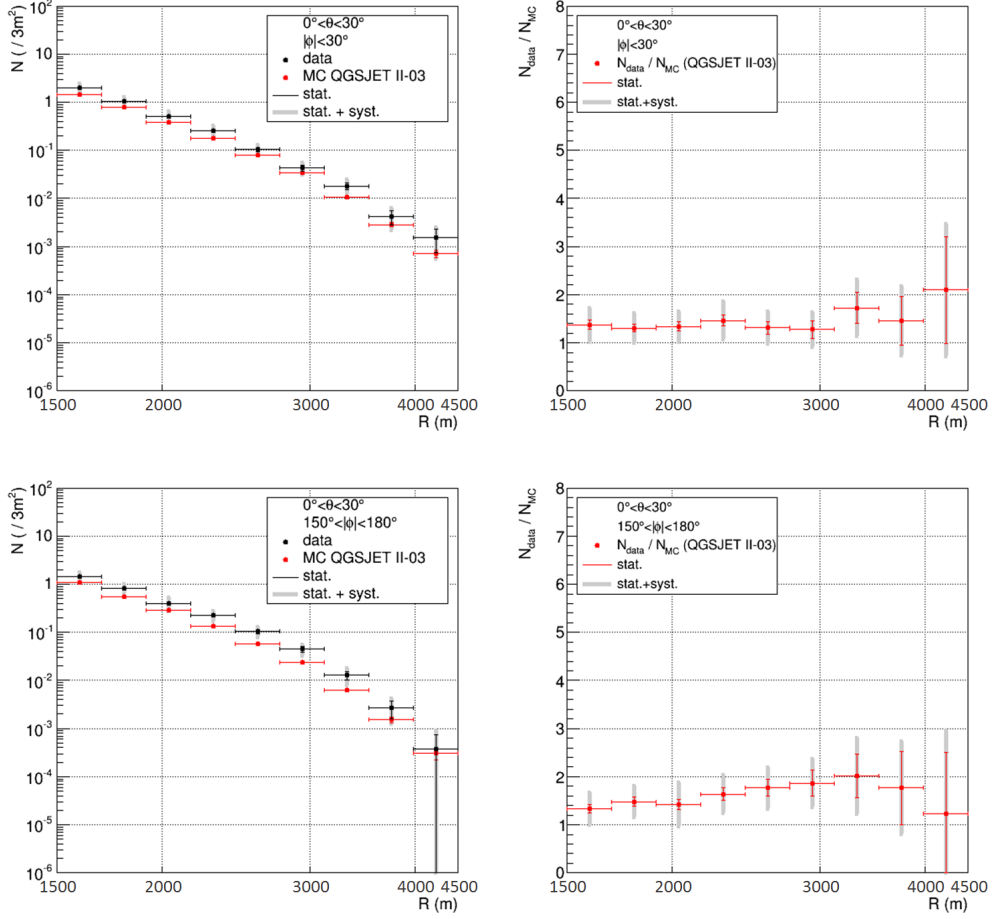 N ( / 3m²)
10²
10
1
10⁻¹
10⁻²
10⁻³
10⁻⁴
10⁻⁵
10⁻⁶
0°<θ<30°
|ϕ|<30°
data
MC QGSJET II-03
stat.
stat. + syst.
1500 2000 3000 4000 4500
R (m)
N_data / N_MC
8
7
6
5
4
3
2
1
0
0°<θ<30°
|ϕ|<30°
N_data / N_MC (QGSJET II-03)
stat.
stat.+syst.
1500 2000 3000 4000 4500
R (m)
N ( / 3m²)
10²
10
1
10⁻¹
10⁻²
10⁻³
10⁻⁴
10⁻⁵
10⁻⁶
0°<θ<30°
150°<|ϕ|<180°
data
MC QGSJET II-03
stat.
stat. + syst.
1500 2000 3000 4000 4500
R (m)
N_data / N_MC
8
7
6
5
4
3
2
1
0
0°<θ<30°
150°<|ϕ|<180°
N_data / N_MC (QGSJET II-03)
stat.
stat.+syst.
1500 2000 3000 4000 4500
R (m)